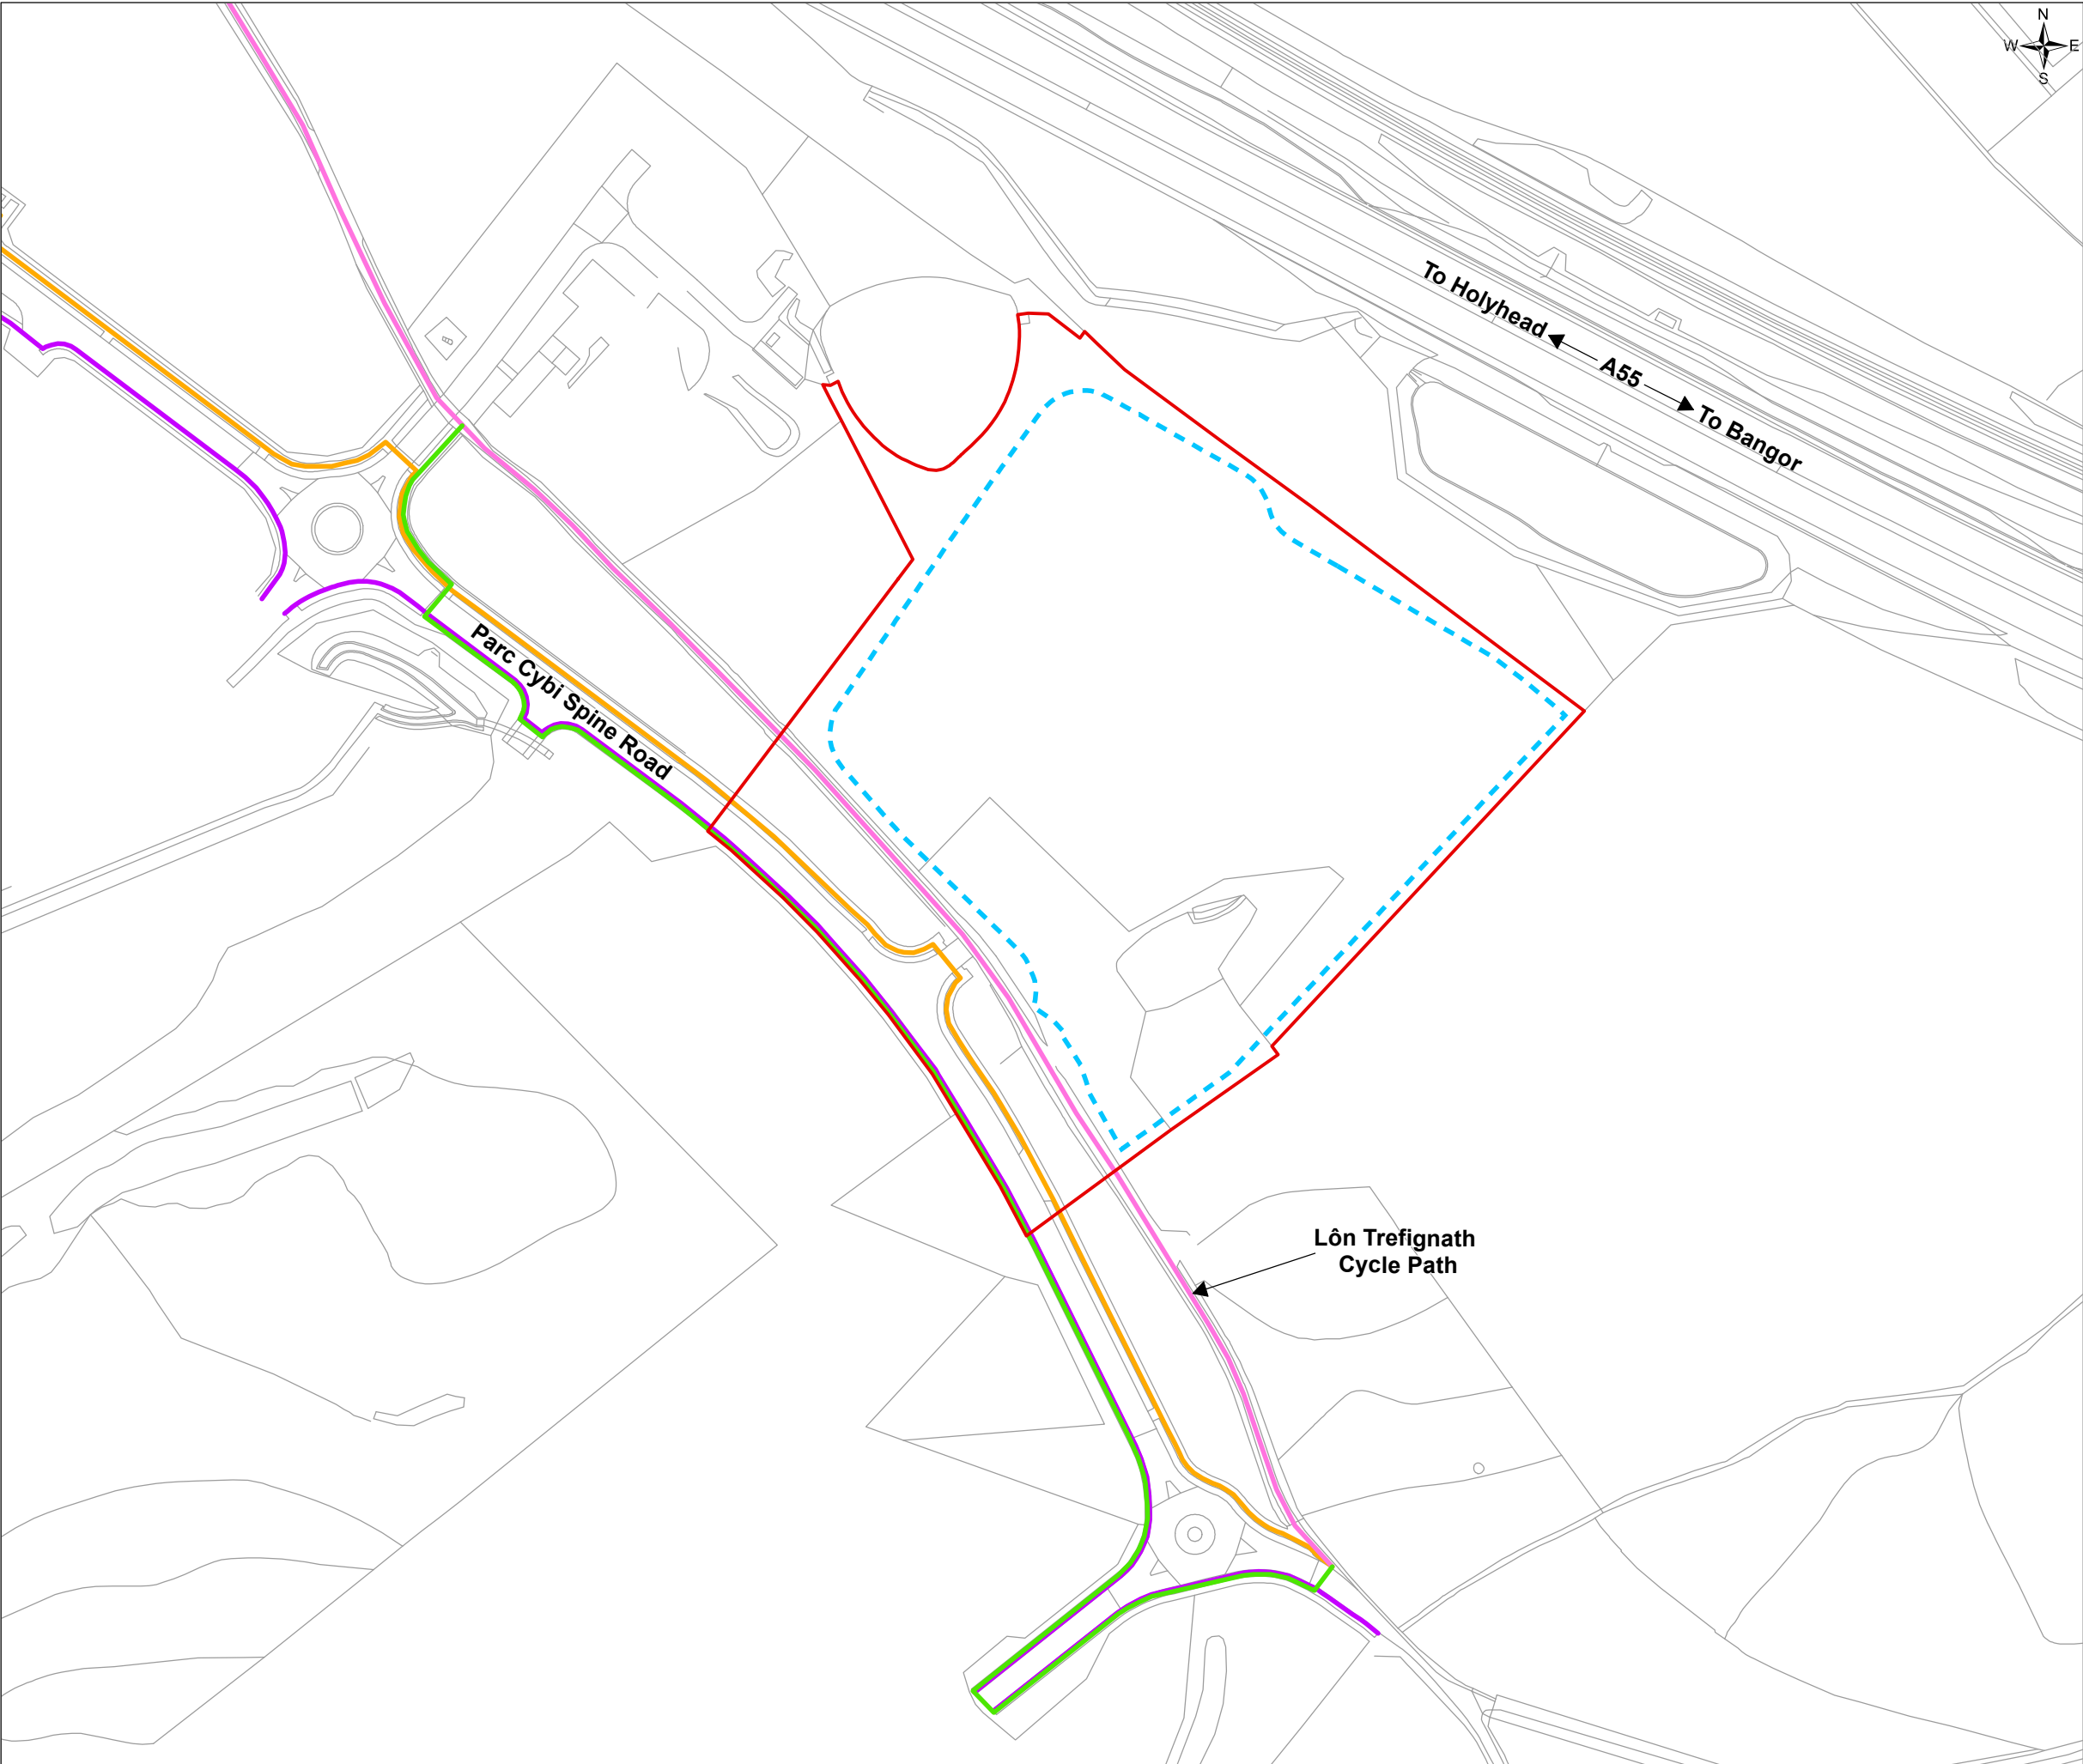 N
W E
S
To Holyhead
A55
To Bangor
Parc Cybi Spine Road
Lôn Trefignath
Cycle Path